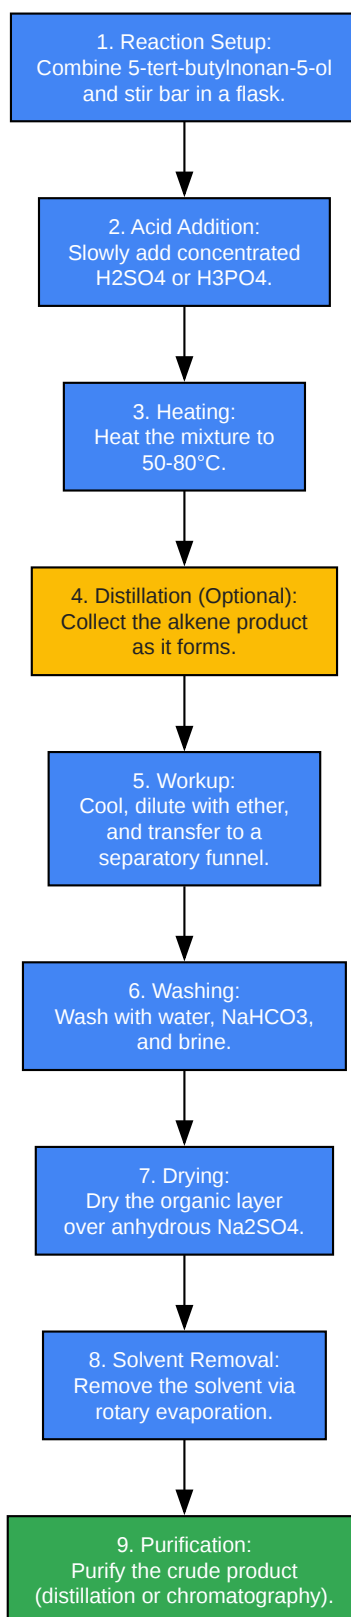 1. Reaction Setup:
Combine 5-tert-butylnonan-5-ol
and stir bar in a flask.
2. Acid Addition:
Slowly add concentrated
H2SO4 or H3PO4.
3. Heating:
Heat the mixture to
50-80°C.
4. Distillation (Optional):
Collect the alkene product
as it forms.
5. Workup:
Cool, dilute with ether,
and transfer to a
separatory funnel.
6. Washing:
Wash with water, NaHCO3,
and brine.
7. Drying:
Dry the organic layer
over anhydrous Na2SO4.
8. Solvent Removal:
Remove the solvent via
rotary evaporation.
9. Purification:
Purify the crude product
(distillation or chromatography).